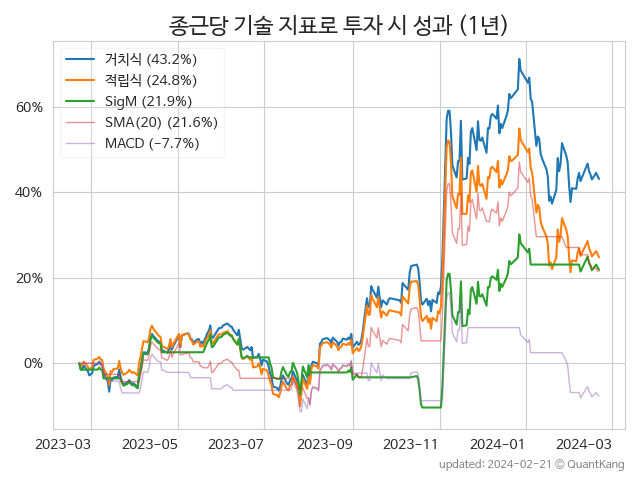 종근당 기술 지표로 투자 시 성과 (1년)
거치식 (43.2%)
적립식 (24.8%)
SigM (21.9%)
SMA(20) (21.6%)
MACD (-7.7%)
60%
40%
20%
0%
2023-03 2023-05 2023-07 2023-09 2023-11 2024-01 2024-03
updated: 2024-02-21 © QuantKang